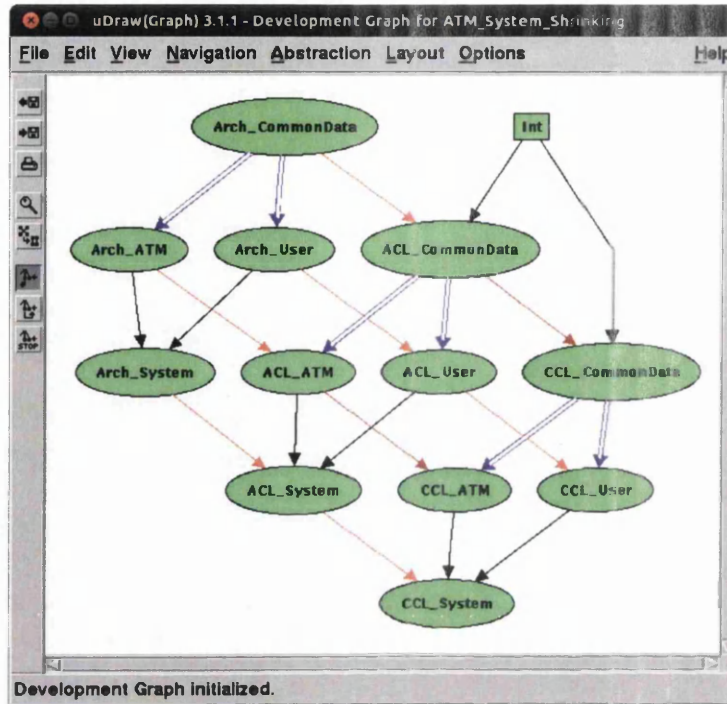 uDraw(Graph) 3.1.1 - Development Graph for ATM_System_Shrinking
File Edit View Navigation Abstraction Layout Options Help
Arch_CommonData
Int
Arch_ATM
Arch_User
ACL_CommonData
Arch_System
ACL_ATM
ACL_User
CCL_CommonData
STOP
ACL_System
CCL_ATM
CCL_User
CCL_System
Development Graph initialized.